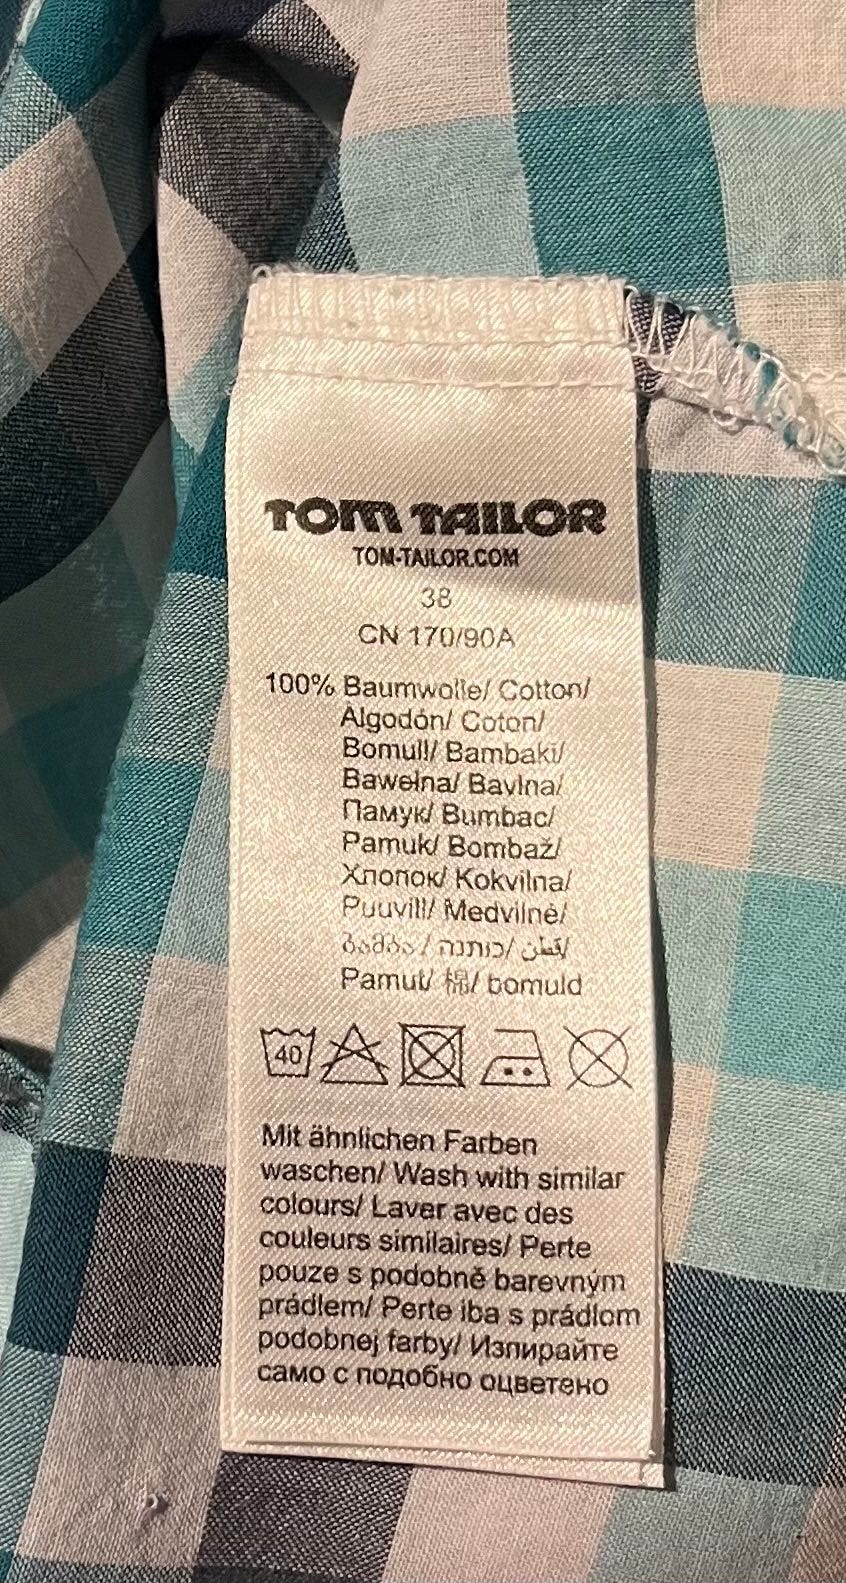 TOM TAILOR
TOM-TAILOR.COM
38
CN 170/90A
100% Baumwolle/ Cotton/
Algodón/ Coton/
Bomull/ Bambaki/
Bawełna/ Bavlna/
Памук/ Bumbac/
Pamuk/ Bombaž/
Хлопок/ Kokvilna/
Puuvill/ Medvilnė/
ბამბა / כותנה / قطن/
Pamut/ 棉/ bomuld
40
Mit ähnlichen Farben
waschen/ Wash with similar
colours/ Laver avec des
couleurs similaires/ Perte
pouze s podobně barevným
prádlem/ Perte iba s prádlom
podobnej farby/ Изпирайте
само с подобно оцветено